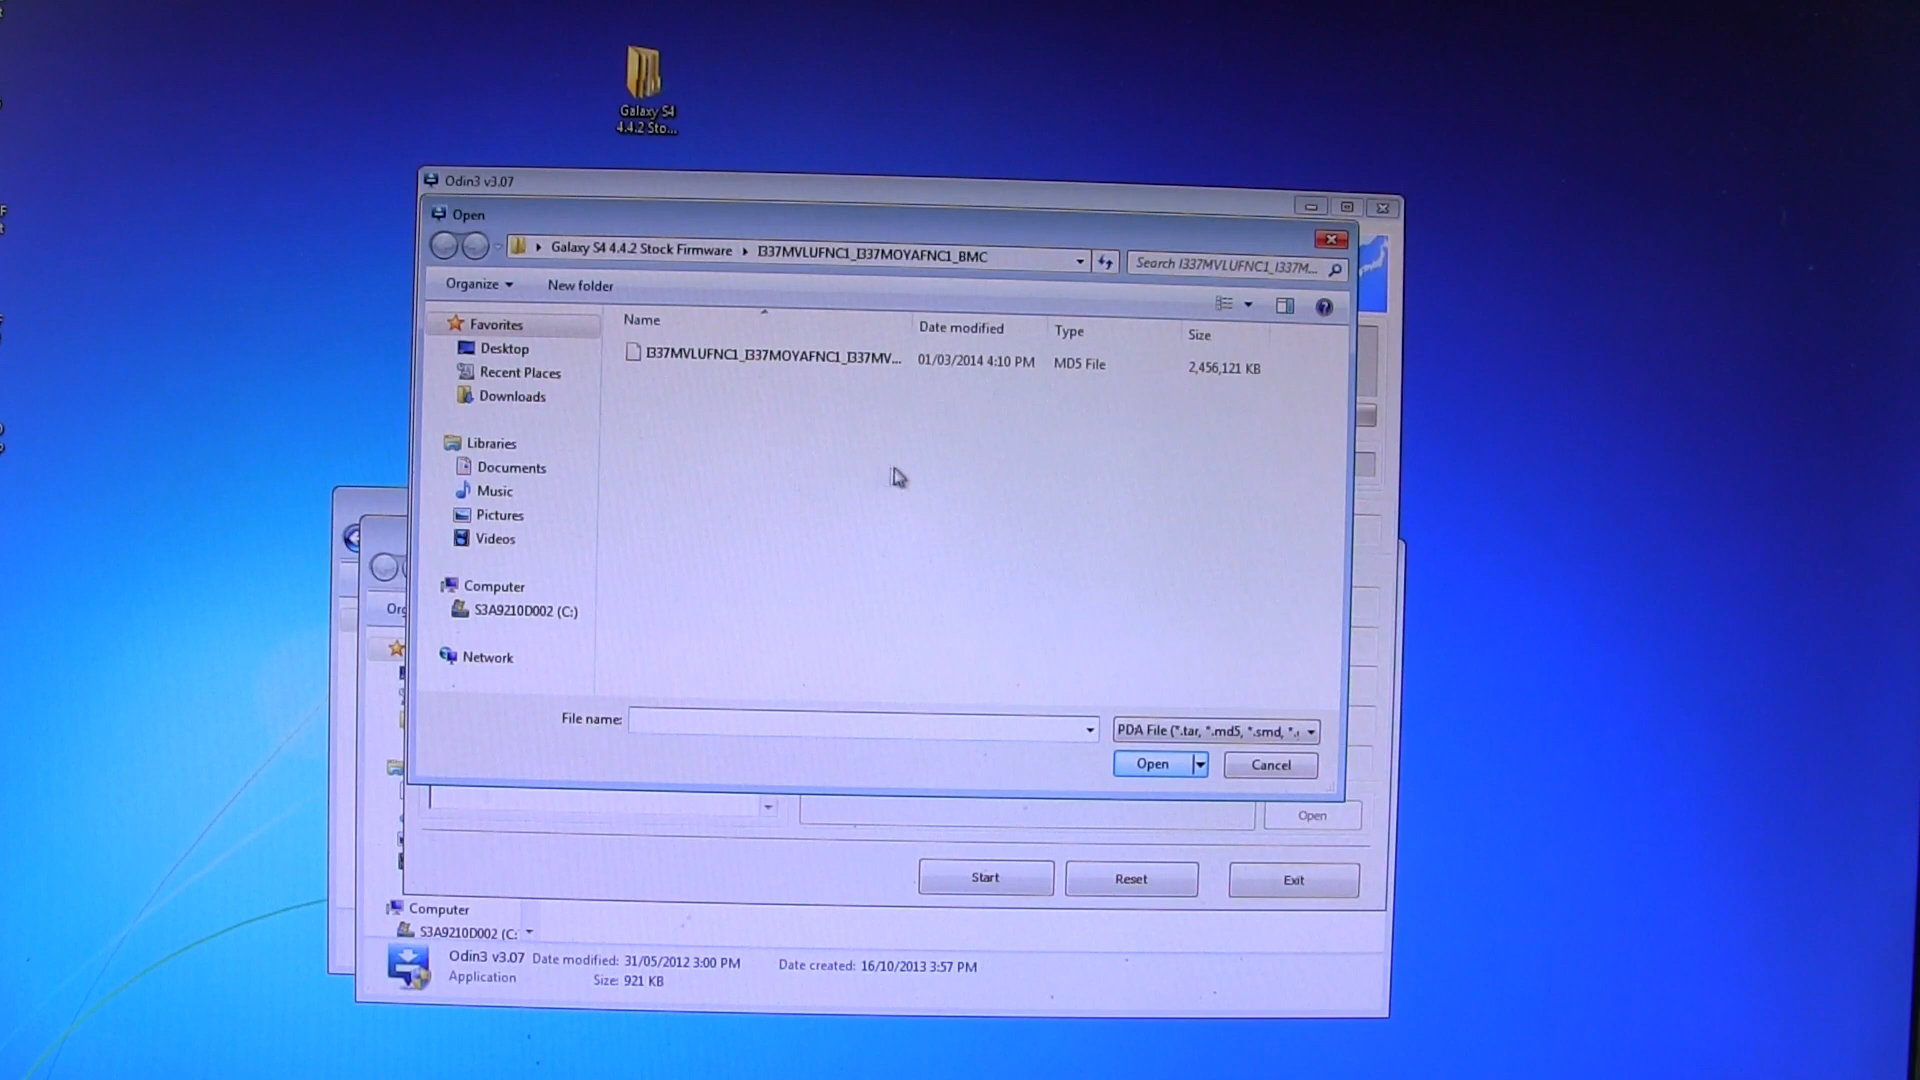 Galaxy S4
4.4.2 Sto...
Odin3 v3.07
Open
Galaxy S4 4.4.2 Stock Firmware
I337MVLUFNC1_I337MOYAFNC1_BMC
Search I337MVLUFNC1_I337M...
Organize
New folder
Name
Date modified
Type
Size
I337MVLUFNC1_I337MOYAFNC1_I337MV...
01/03/2014 4:10 PM
MD5 File
2,456,121 KB
Favorites
Desktop
Recent Places
Downloads
Libraries
Documents
Music
Pictures
Videos
Computer
S3A9210D002 (C:)
Network
File name:
PDA File (*.tar, *.md5, *.smd, *.
Open
Cancel
Org
Open
Start
Reset
Exit
Computer
S3A9210D002 (C:
Odin3 v3.07
Date modified: 31/05/2012 3:00 PM
Date created: 16/10/2013 3:57 PM
Application
Size: 921 KB